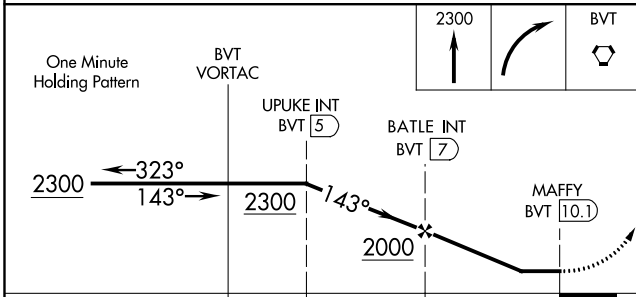 2300
BVT
One Minute
Holding Pattern
BVT
VORTAC
UPUKE INT
BVT 5
BATLE INT
BVT 7
MAFFY
BVT 10.1
323°
2300
143°
2300
143°
2000